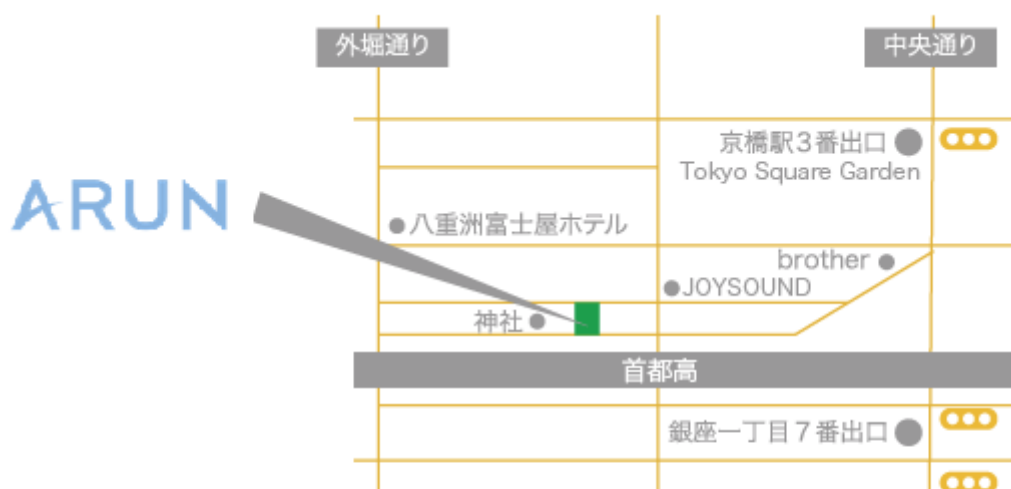 外堀通り
中央通り
京橋駅3番出口
Tokyo Square Garden
ARUN
八重洲富士屋ホテル
brother
JOYSOUND
神社
首都高
銀座一丁目7番出口